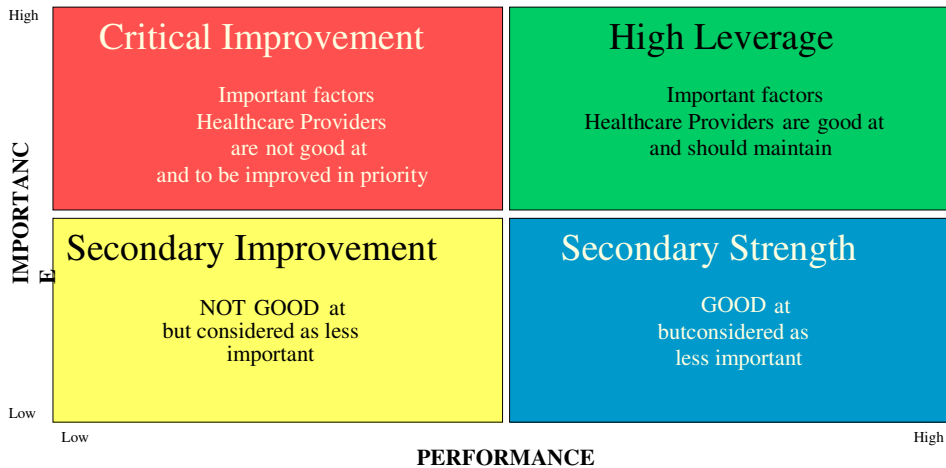 High
Critical Improvement
Important factors
Healthcare Providers
are not good at
and to be improved in priority
High Leverage
Important factors
Healthcare Providers are good at
and should maintain
IMPORTANC
E
Secondary Improvement
NOT GOOD at
but considered as less
important
Secondary Strength
GOOD at
butconsidered as
less important
Low
Low
High
PERFORMANCE